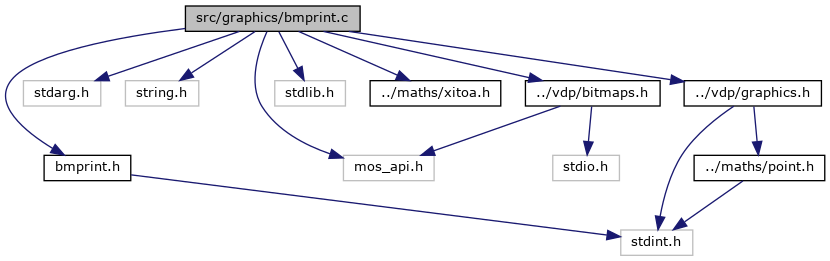 src/graphics/bmprint.c
stdarg.h
string.h
stdlib.h
../maths/xitoa.h
../vdp/bitmaps.h
../vdp/graphics.h
bmprint.h
mos_api.h
stdio.h
../maths/point.h
stdint.h